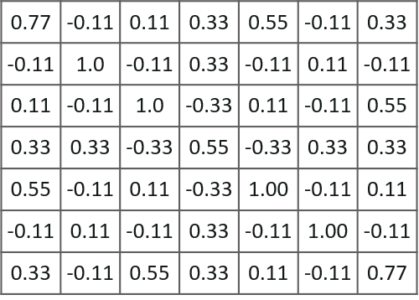 0.77 -0.11 0.11 0.33 0.55 -0.11 0.33
-0.11 1.0 -0.11 0.33 -0.11 0.11 -0.11
0.11 -0.11 1.0 -0.33 0.11 -0.11 0.55
0.33 0.33 -0.33 0.55 -0.33 0.33 0.33
0.55 -0.11 0.11 -0.33 1.00 -0.11 0.11
-0.11 0.11 -0.11 0.33 -0.11 1.00 -0.11
0.33 -0.11 0.55 0.33 0.11 -0.11 0.77